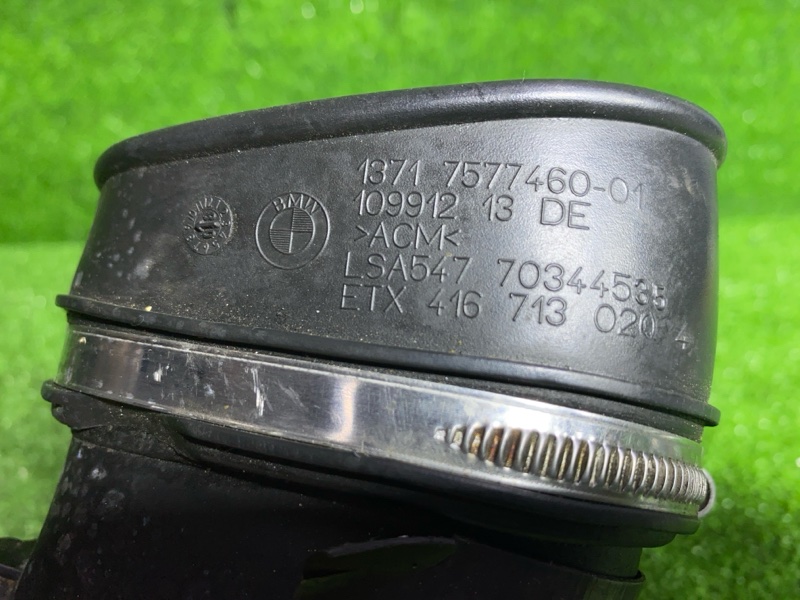 BMW
1371 7577460-01
109912 13 DE
>ACM<
LSA547 70344535
ETX 416 713 02014